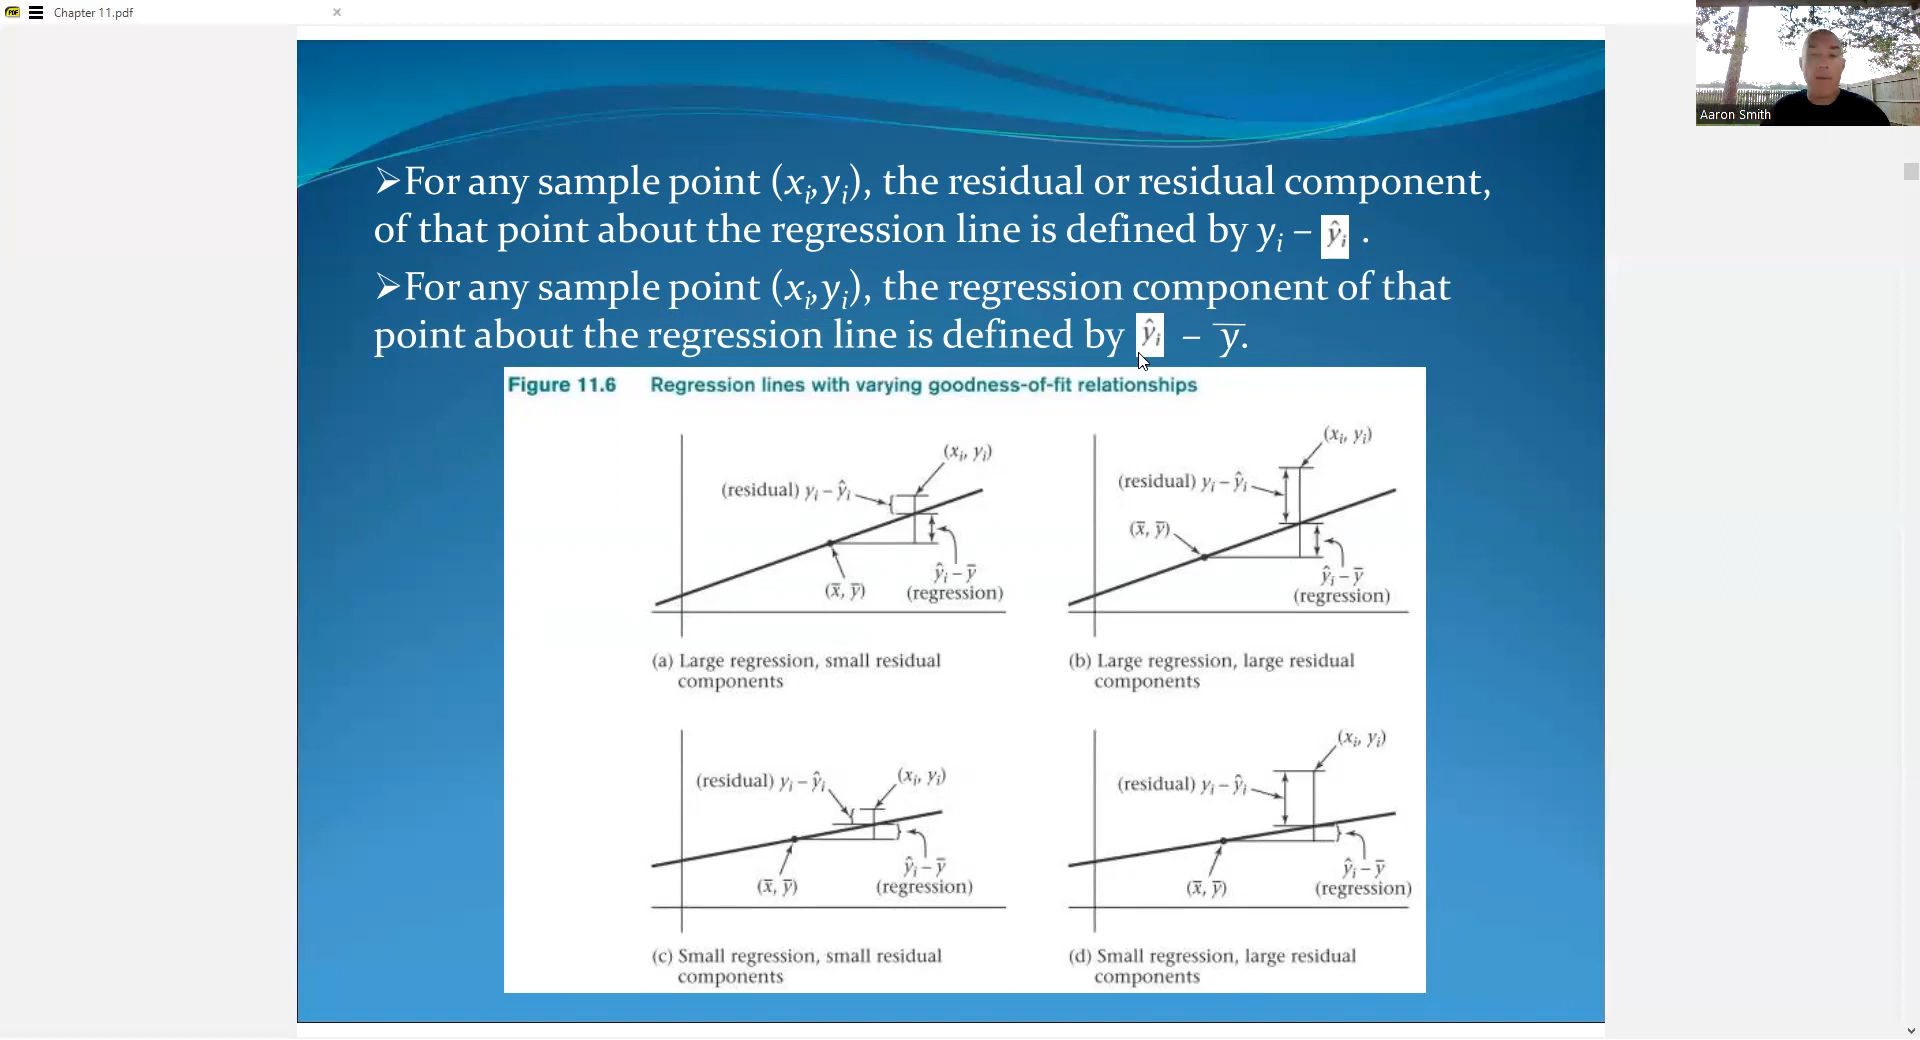 Chapter 11.pdf
Aaron Smith
➢For any sample point (xᵢ,yᵢ), the residual or residual component,
of that point about the regression line is defined by yᵢ – ŷᵢ .
➢For any sample point (xᵢ,yᵢ), the regression component of that
point about the regression line is defined by ŷᵢ – y̅.
Figure 11.6 Regression lines with varying goodness-of-fit relationships
(xᵢ, yᵢ)
(residual) yᵢ – ŷᵢ
(x̅, y̅)
ŷᵢ – y̅
(regression)
(a) Large regression, small residual
components
(xᵢ, yᵢ)
(residual) yᵢ – ŷᵢ
(x̅, y̅)
ŷᵢ – y̅
(regression)
(b) Large regression, large residual
components
(xᵢ, yᵢ)
(residual) yᵢ – ŷᵢ
(x̅, y̅)
ŷᵢ – y̅
(regression)
(c) Small regression, small residual
components
(xᵢ, yᵢ)
(residual) yᵢ – ŷᵢ
(x̅, y̅)
ŷᵢ – y̅
(regression)
(d) Small regression, large residual
components